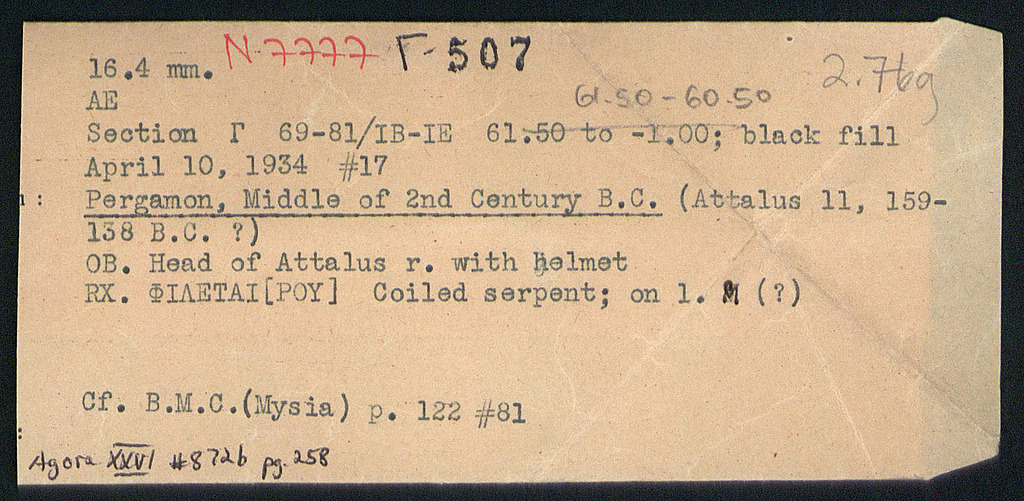 N-7777 Γ-507
16.4 mm. 2.76g
AE 61.50-60.50
Section Γ 69-81/ΙΒ-ΙΕ 61.50 to -1.00; black fill
April 10, 1934 #17
: Pergamon, Middle of 2nd Century B.C. (Attalus 11, 159-
138 B.C. ?)
OB. Head of Attalus r. with helmet
RX. ΦΙΛΕΤΑΙ[ΡΟΥ] Coiled serpent; on l. M (?)
Cf. B.M.C.(Mysia) p. 122 #81
:
Agora XXVI #872b pg. 258